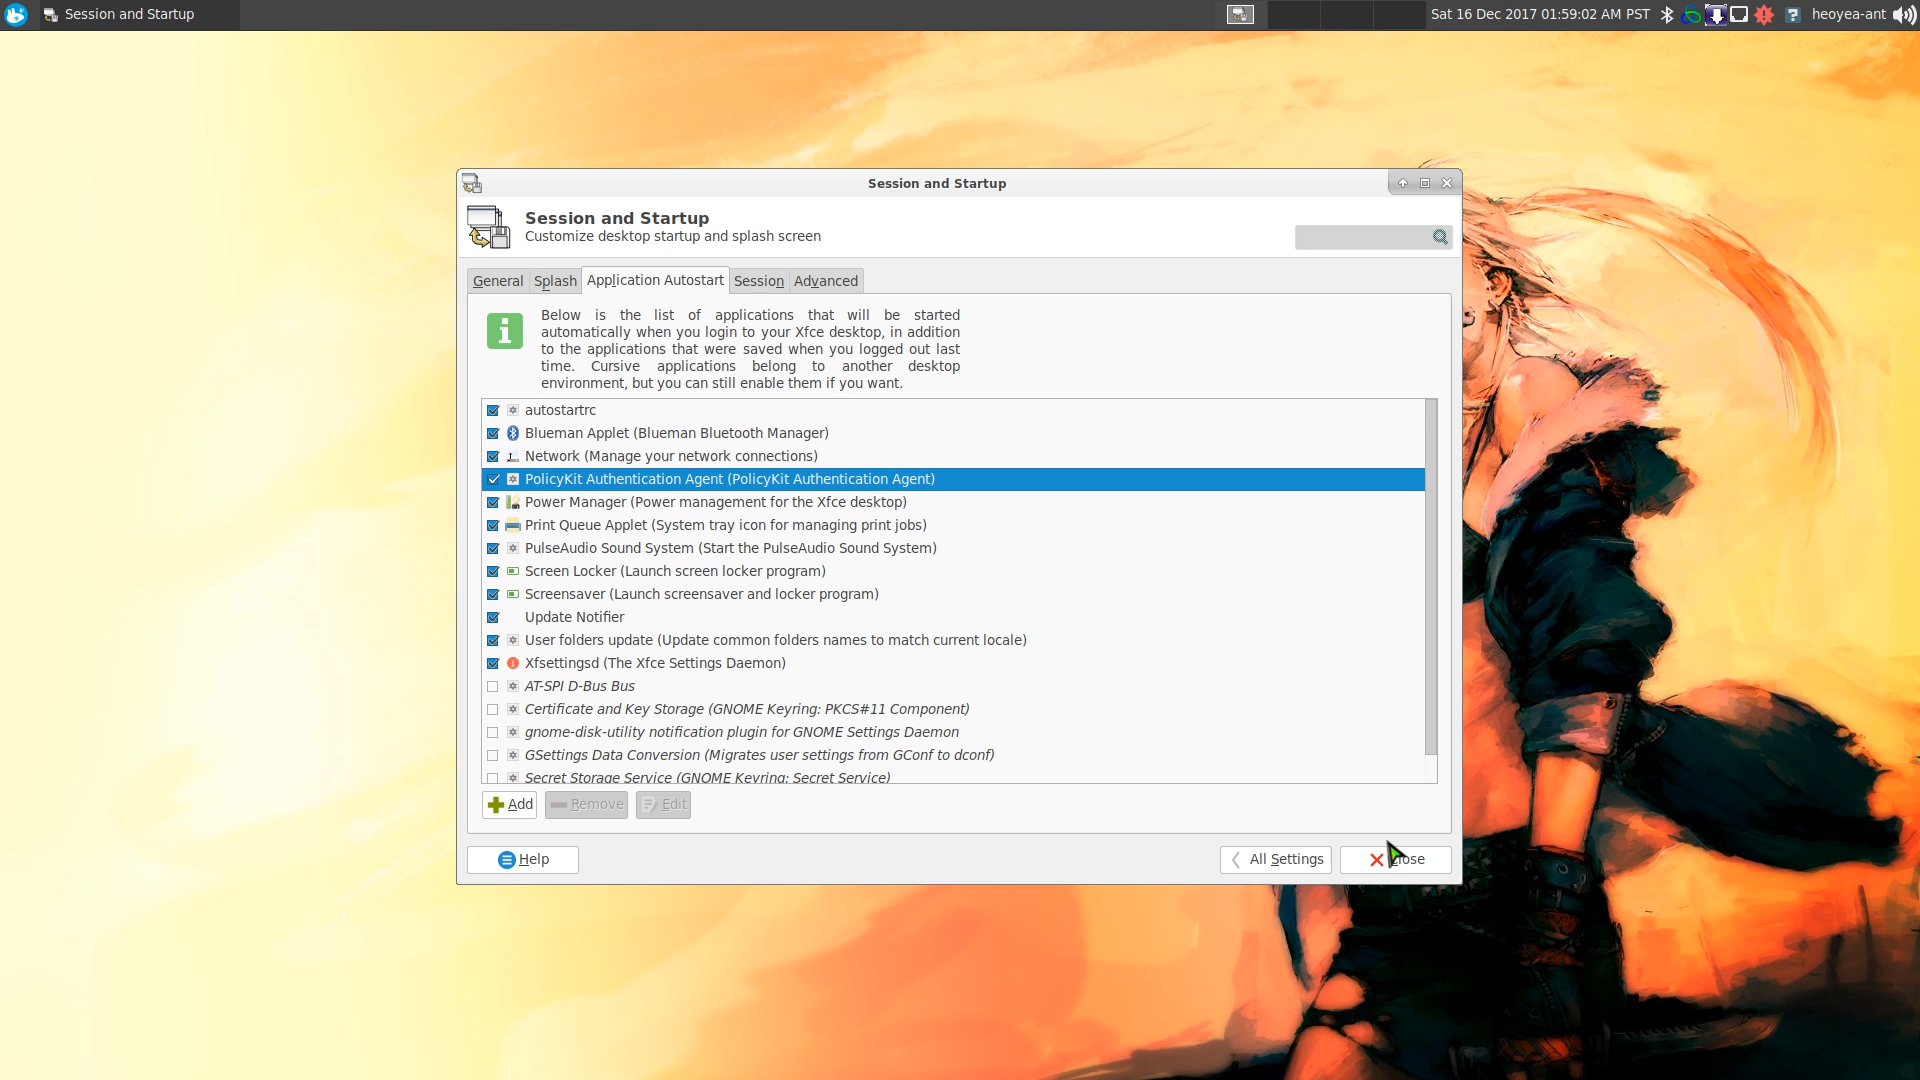 Session and Startup
Sat 16 Dec 2017 01:59:02 AM PST
heoyea-ant
Session and Startup
Session and Startup
Customize desktop startup and splash screen
General Splash Application Autostart Session Advanced
Below is the list of applications that will be started
automatically when you login to your Xfce desktop, in addition
to the applications that were saved when you logged out last
time. Cursive applications belong to another desktop
environment, but you can still enable them if you want.
autostartrc
Blueman Applet (Blueman Bluetooth Manager)
Network (Manage your network connections)
PolicyKit Authentication Agent (PolicyKit Authentication Agent)
Power Manager (Power management for the Xfce desktop)
Print Queue Applet (System tray icon for managing print jobs)
PulseAudio Sound System (Start the PulseAudio Sound System)
Screen Locker (Launch screen locker program)
Screensaver (Launch screensaver and locker program)
Update Notifier
User folders update (Update common folders names to match current locale)
Xfsettingsd (The Xfce Settings Daemon)
AT-SPI D-Bus Bus
Certificate and Key Storage (GNOME Keyring: PKCS#11 Component)
gnome-disk-utility notification plugin for GNOME Settings Daemon
GSettings Data Conversion (Migrates user settings from GConf to dconf)
Secret Storage Service (GNOME Keyring: Secret Service)
Add Remove Edit
Help All Settings Close